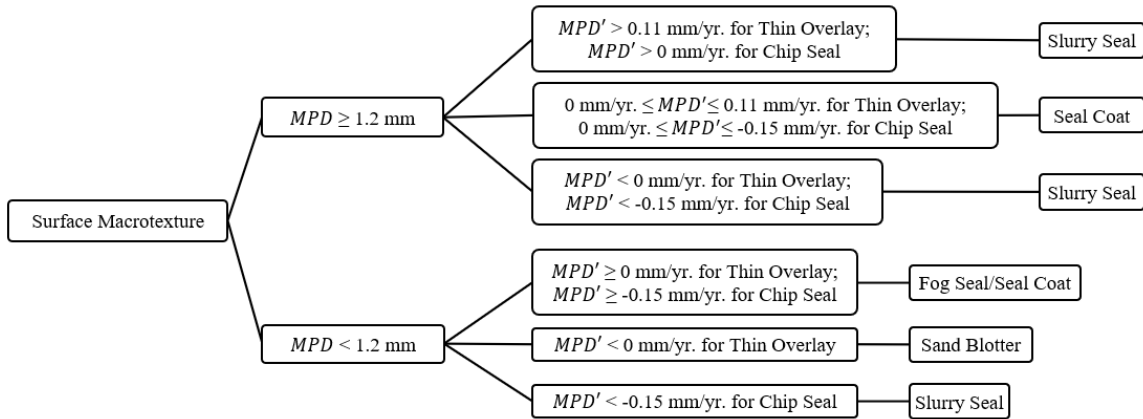 Surface Macrotexture
MPD ≥ 1.2 mm
MPD′ > 0.11 mm/yr. for Thin Overlay;
MPD′ > 0 mm/yr. for Chip Seal
Slurry Seal
0 mm/yr. ≤ MPD′ ≤ 0.11 mm/yr. for Thin Overlay;
0 mm/yr. ≤ MPD′ ≤ -0.15 mm/yr. for Chip Seal
Seal Coat
MPD′ < 0 mm/yr. for Thin Overlay;
MPD′ < -0.15 mm/yr. for Chip Seal
Slurry Seal
MPD < 1.2 mm
MPD′ ≥ 0 mm/yr. for Thin Overlay;
MPD′ ≥ -0.15 mm/yr. for Chip Seal
Fog Seal/Seal Coat
MPD′ < 0 mm/yr. for Thin Overlay
Sand Blotter
MPD′ < -0.15 mm/yr. for Chip Seal
Slurry Seal